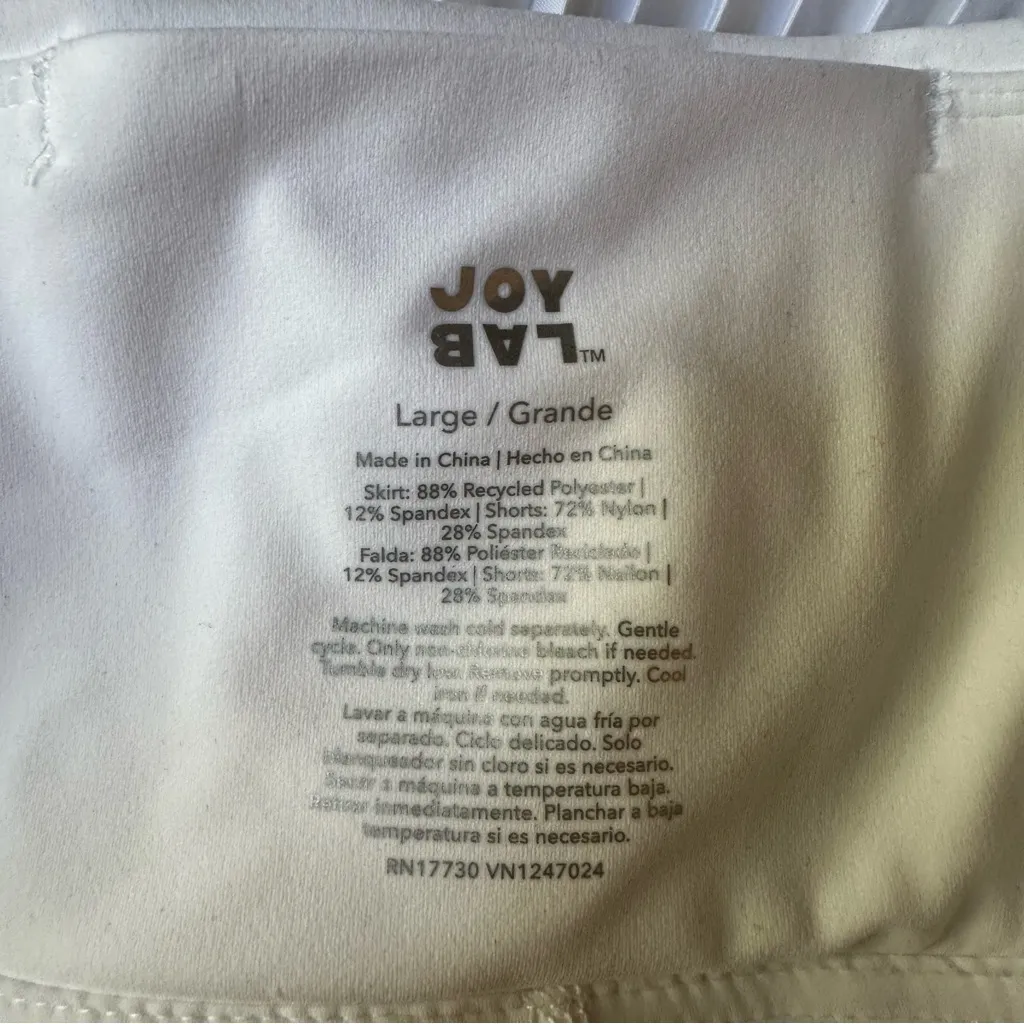 JOY
LAB™
Large / Grande
Made in China | Hecho en China
Skirt: 88% Recycled Polyester |
12% Spandex | Shorts: 72% Nylon |
28% Spandex
Falda: 88% Poliéster Reciclado |
12% Spandex | Shorts: 72% Nailon |
28% Spandex
Machine wash cold separately. Gentle
cycle. Only non-chlorine bleach if needed.
Tumble dry low. Remove promptly. Cool
iron if needed.
Lavar a máquina con agua fría por
separado. Ciclo delicado. Solo
blanqueador sin cloro si es necesario.
Secar a máquina a temperatura baja.
Retirar inmediatamente. Planchar a baja
temperatura si es necesario.
RN17730 VN1247024